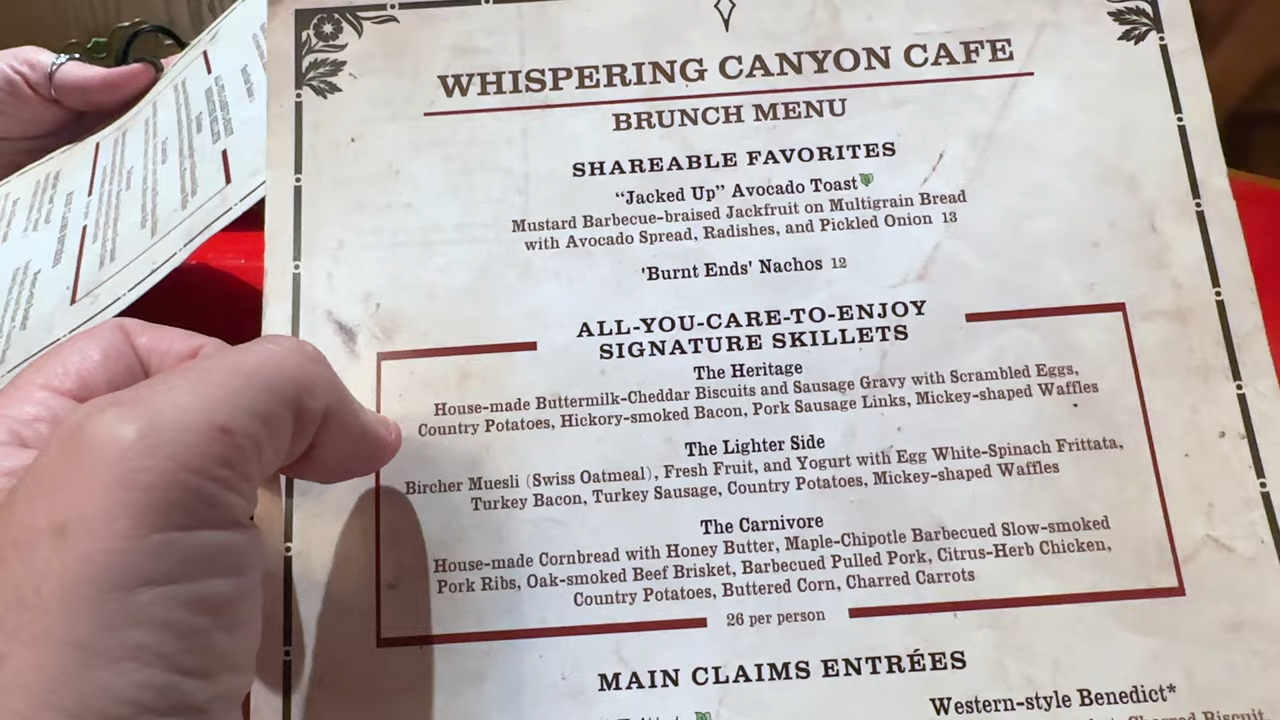 WHISPERING CANYON CAFE
BRUNCH MENU
SHAREABLE FAVORITES
“Jacked Up” Avocado Toast
Mustard Barbecue-braised Jackfruit on Multigrain Bread
with Avocado Spread, Radishes, and Pickled Onion 13
'Burnt Ends' Nachos 12
ALL-YOU-CARE-TO-ENJOY
SIGNATURE SKILLETS
The Heritage
House-made Buttermilk-Cheddar Biscuits and Sausage Gravy with Scrambled Eggs,
Country Potatoes, Hickory-smoked Bacon, Pork Sausage Links, Mickey-shaped Waffles
The Lighter Side
Bircher Muesli (Swiss Oatmeal), Fresh Fruit, and Yogurt with Egg White-Spinach Frittata,
Turkey Bacon, Turkey Sausage, Country Potatoes, Mickey-shaped Waffles
The Carnivore
House-made Cornbread with Honey Butter, Maple-Chipotle Barbecued Slow-smoked
Pork Ribs, Oak-smoked Beef Brisket, Barbecued Pulled Pork, Citrus-Herb Chicken,
Country Potatoes, Buttered Corn, Charred Carrots
26 per person
MAIN CLAIMS ENTRÉES
Western-style Benedict*